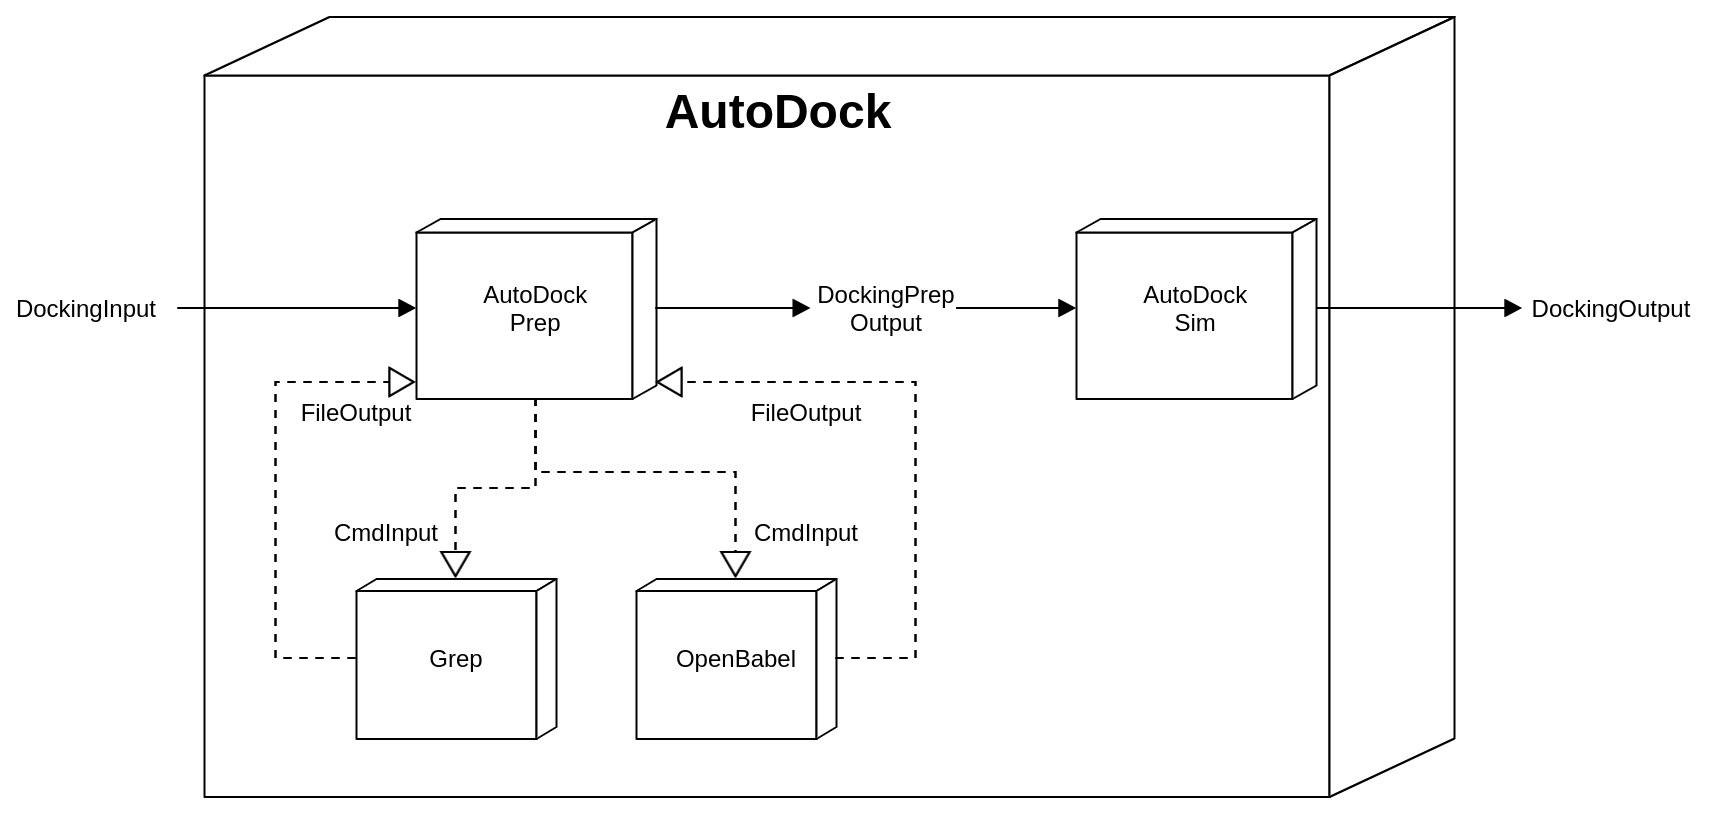 AutoDock
DockingInput
AutoDock
Prep
DockingPrep
Output
AutoDock
Sim
DockingOutput
FileOutput
FileOutput
CmdInput
CmdInput
Grep
OpenBabel